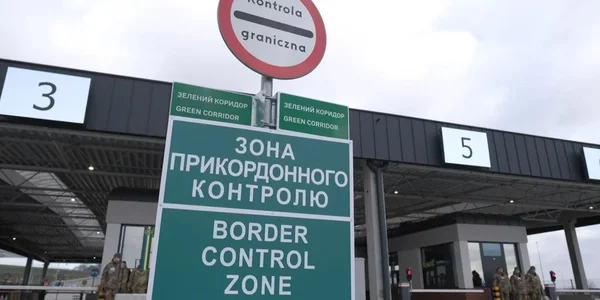 Kontrola
graniczna
3
ЗЕЛЕНИЙ КОРИДОР
GREEN CORRIDOR
ЗЕЛЕНИЙ КОРИДОР
GREEN CORRIDOR
5
ЗОНА
ПРИКОРДОННОГО
КОНТРОЛЮ
BORDER
CONTROL
ZONE